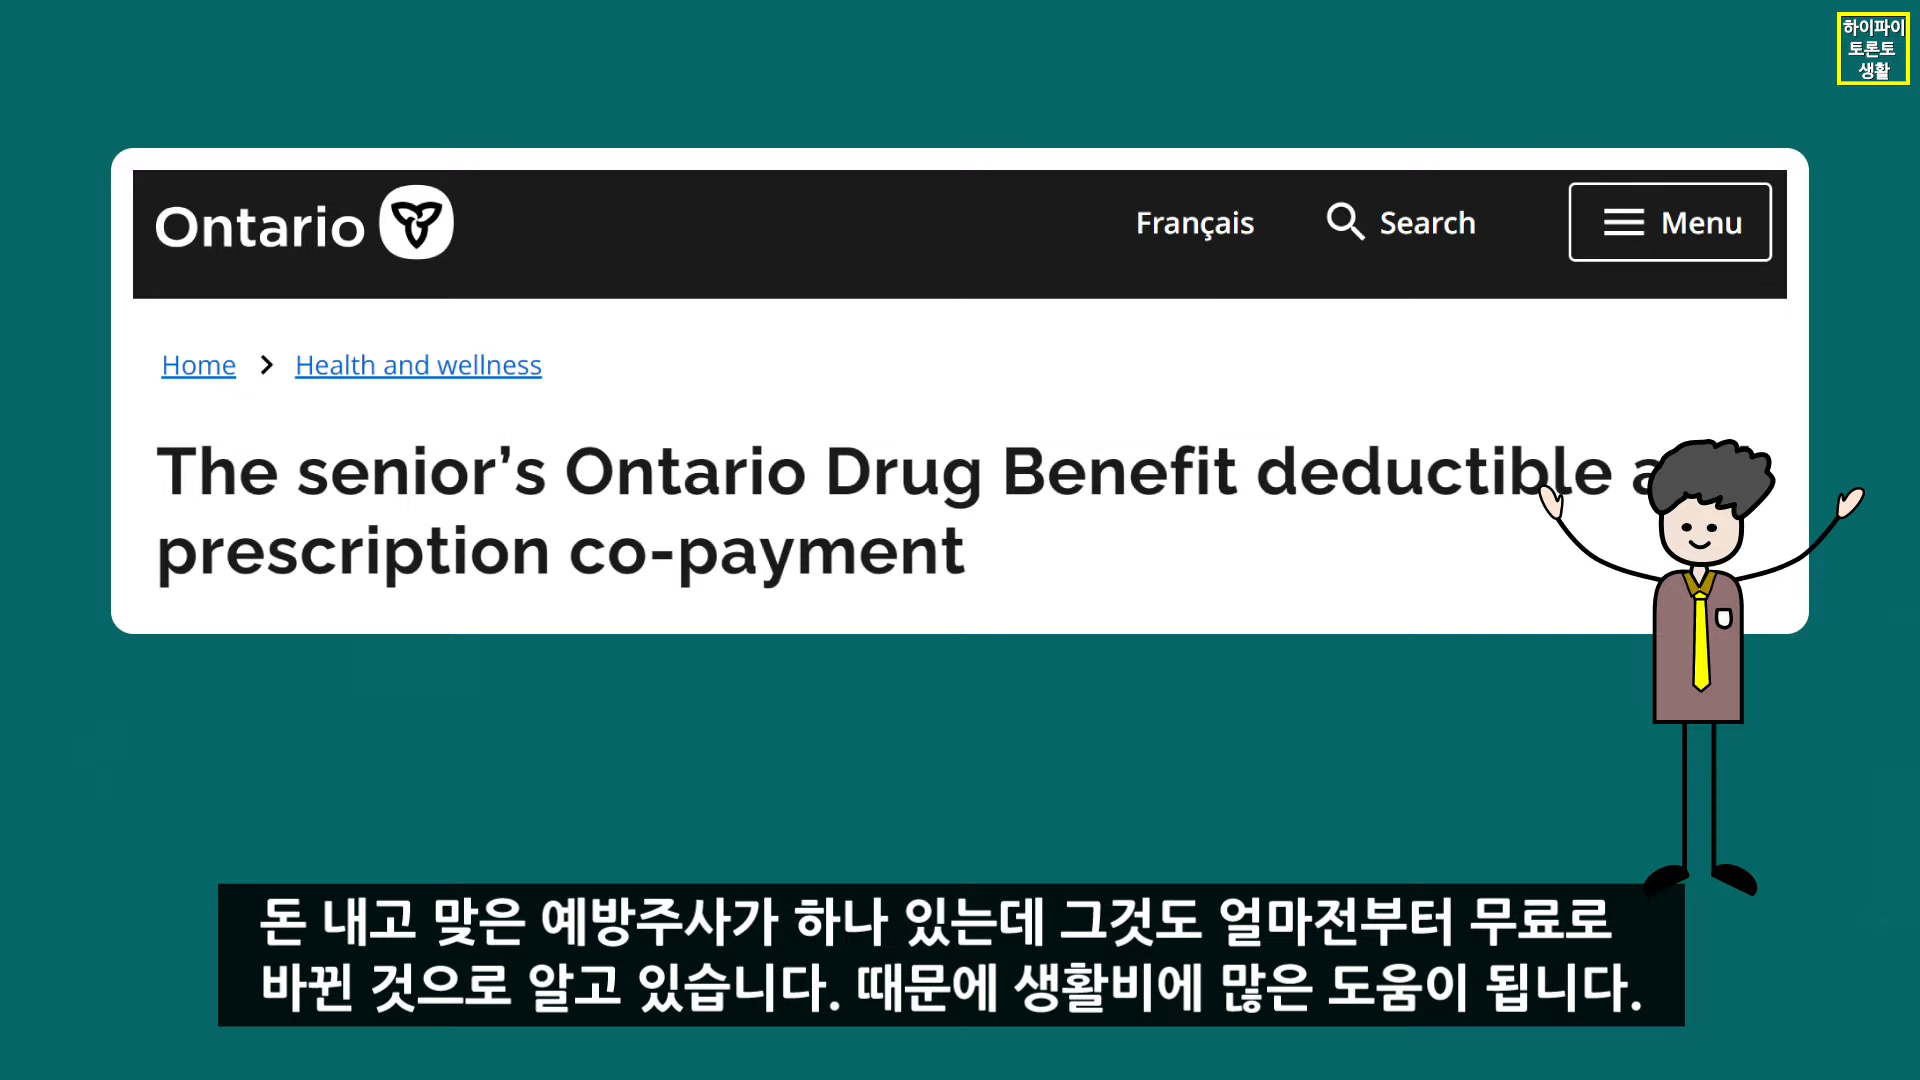 하이파이
토론토
생활
Ontario
Français
Search
Menu
Home
Health and wellness
The senior’s Ontario Drug Benefit deductible
prescription co-payment
돈 내고 맞은 예방주사가 하나 있는데 그것도 얼마전부터 무료로
바뀐 것으로 알고 있습니다. 때문에 생활비에 많은 도움이 됩니다.